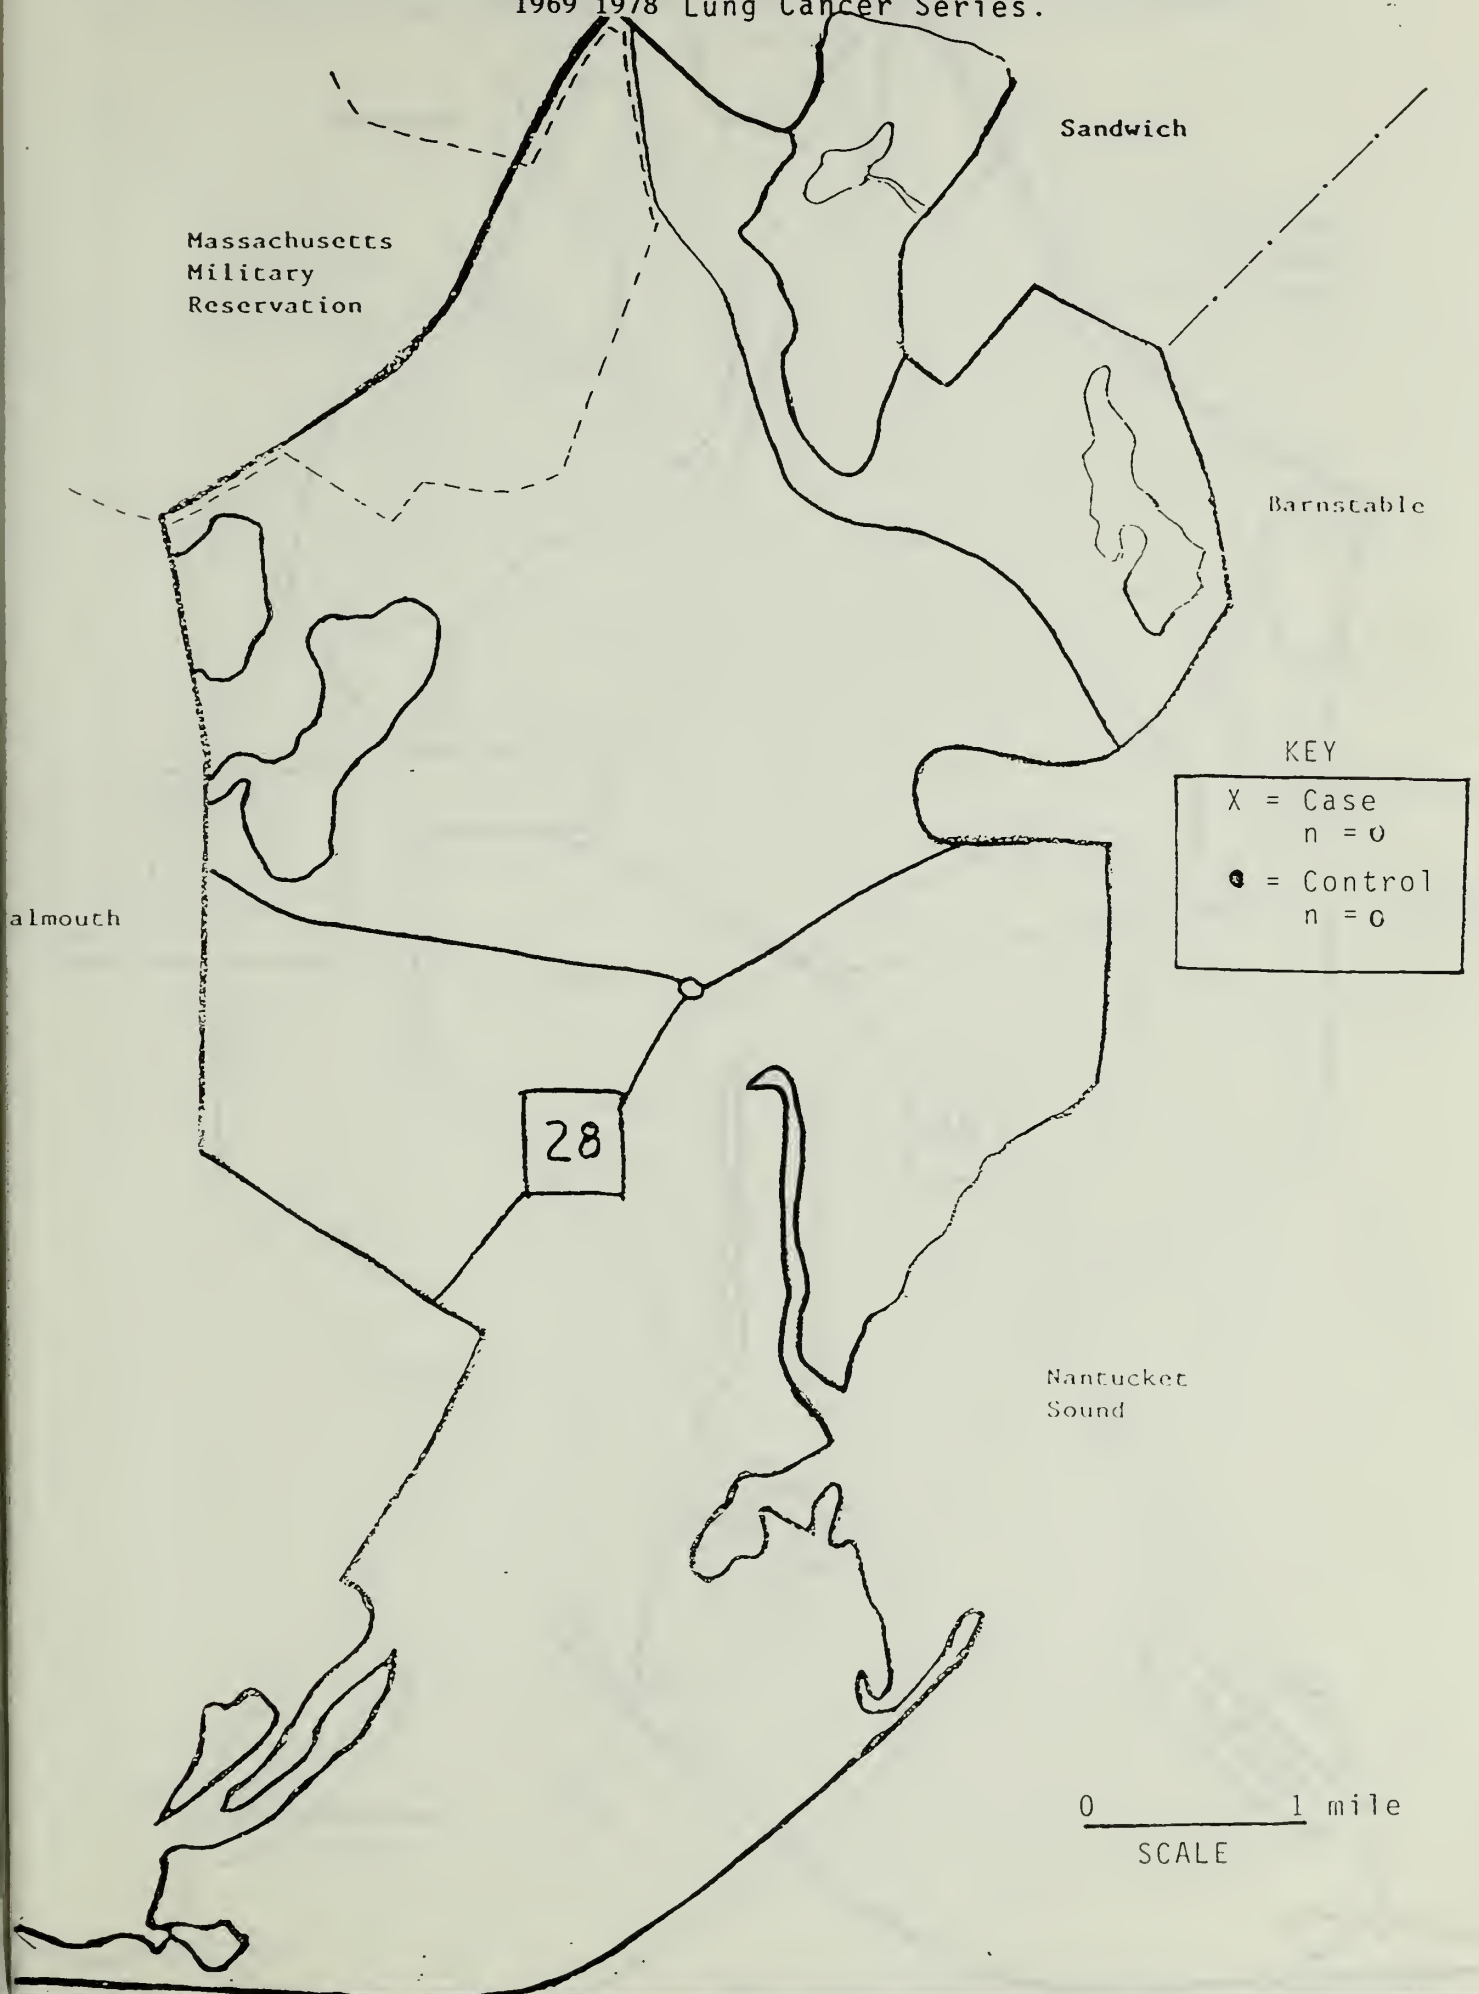 1969 1978 Lung Cancer Series.
Sandwich
Massachusetts
Military
Reservation
Barnstable
KEY
X = Case
n = 0
= Control
n = 0
almouth
28
Nantucket
Sound
0 1 mile
SCALE